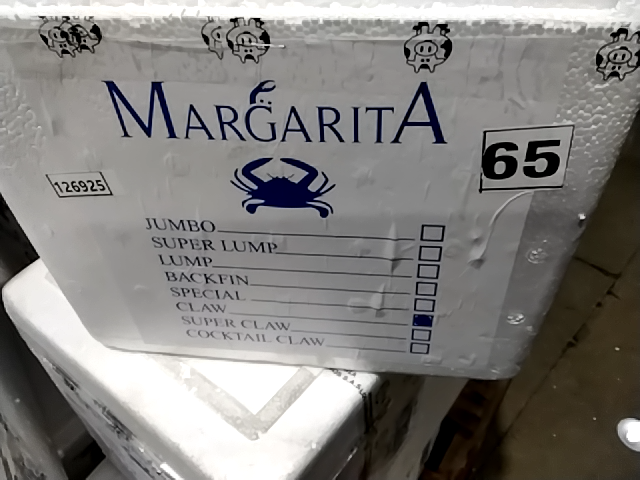 MARGARITA
65
126925
JUMBO
SUPER LUMP
LUMP
BACKFIN
SPECIAL
CLAW
SUPER CLAW
COCKTAIL CLAW